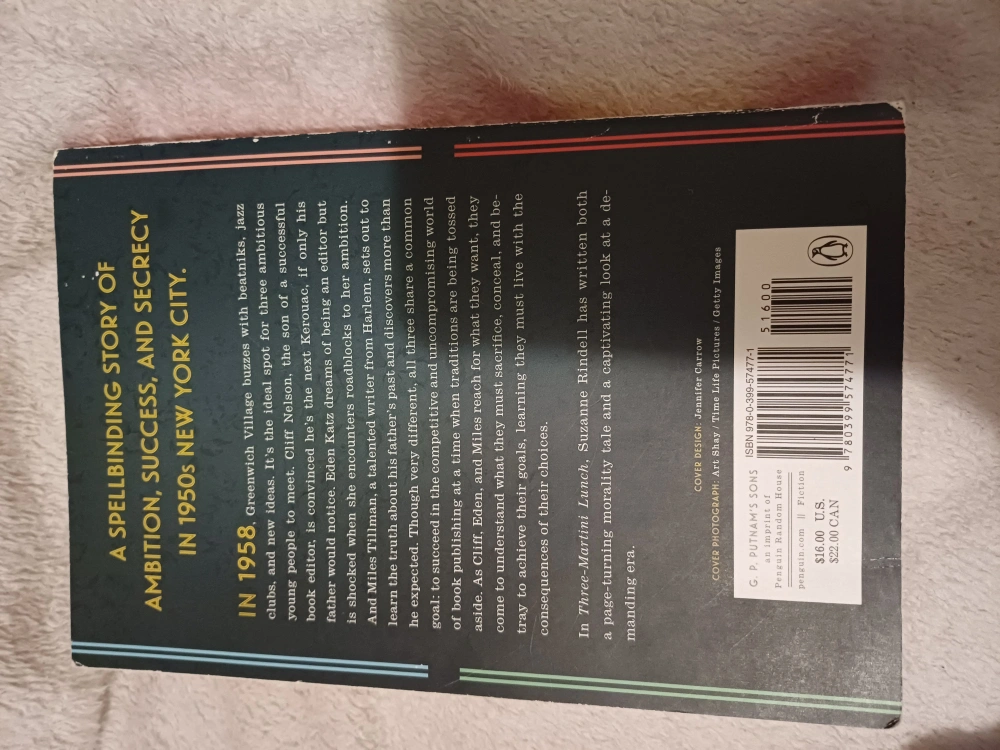 A SPELLBINDING STORY OF
AMBITION, SUCCESS, AND SECRECY
IN 1950s NEW YORK CITY.
IN 1958, Greenwich Village buzzes with beatniks, jazz
clubs, and new ideas. It's the ideal spot for three ambitious
young people to meet. Cliff Nelson, the son of a successful
book editor, is convinced he's the next Kerouac, if only his
father would notice. Eden Katz dreams of being an editor but
is shocked when she encounters roadblocks to her ambition.
And Miles Tillman, a talented writer from Harlem, sets out to
learn the truth about his father's past and discovers more than
he expected. Though very different, all three share a common
goal: to succeed in the competitive and uncompromising world
of book publishing at a time when traditions are being tossed
aside. As Cliff, Eden, and Miles reach for what they want, they
come to understand what they must sacrifice, conceal, and be-
tray to achieve their goals, learning they must live with the
consequences of their choices.
In Three-Martini Lunch, Suzanne Rindell has written both
a page-turning morality tale and a captivating look at a de-
manding era.
COVER DESIGN: Jennifer Carrow
COVER PHOTOGRAPH: Art Shay / Time Life Pictures / Getty Images
G. P. PUTNAM'S SONS
an imprint of
Penguin Random House
penguin.com || Fiction
$16.00 U.S.
$22.00 CAN
ISBN 978-0-399-57477-1
9 780399 574771
51600